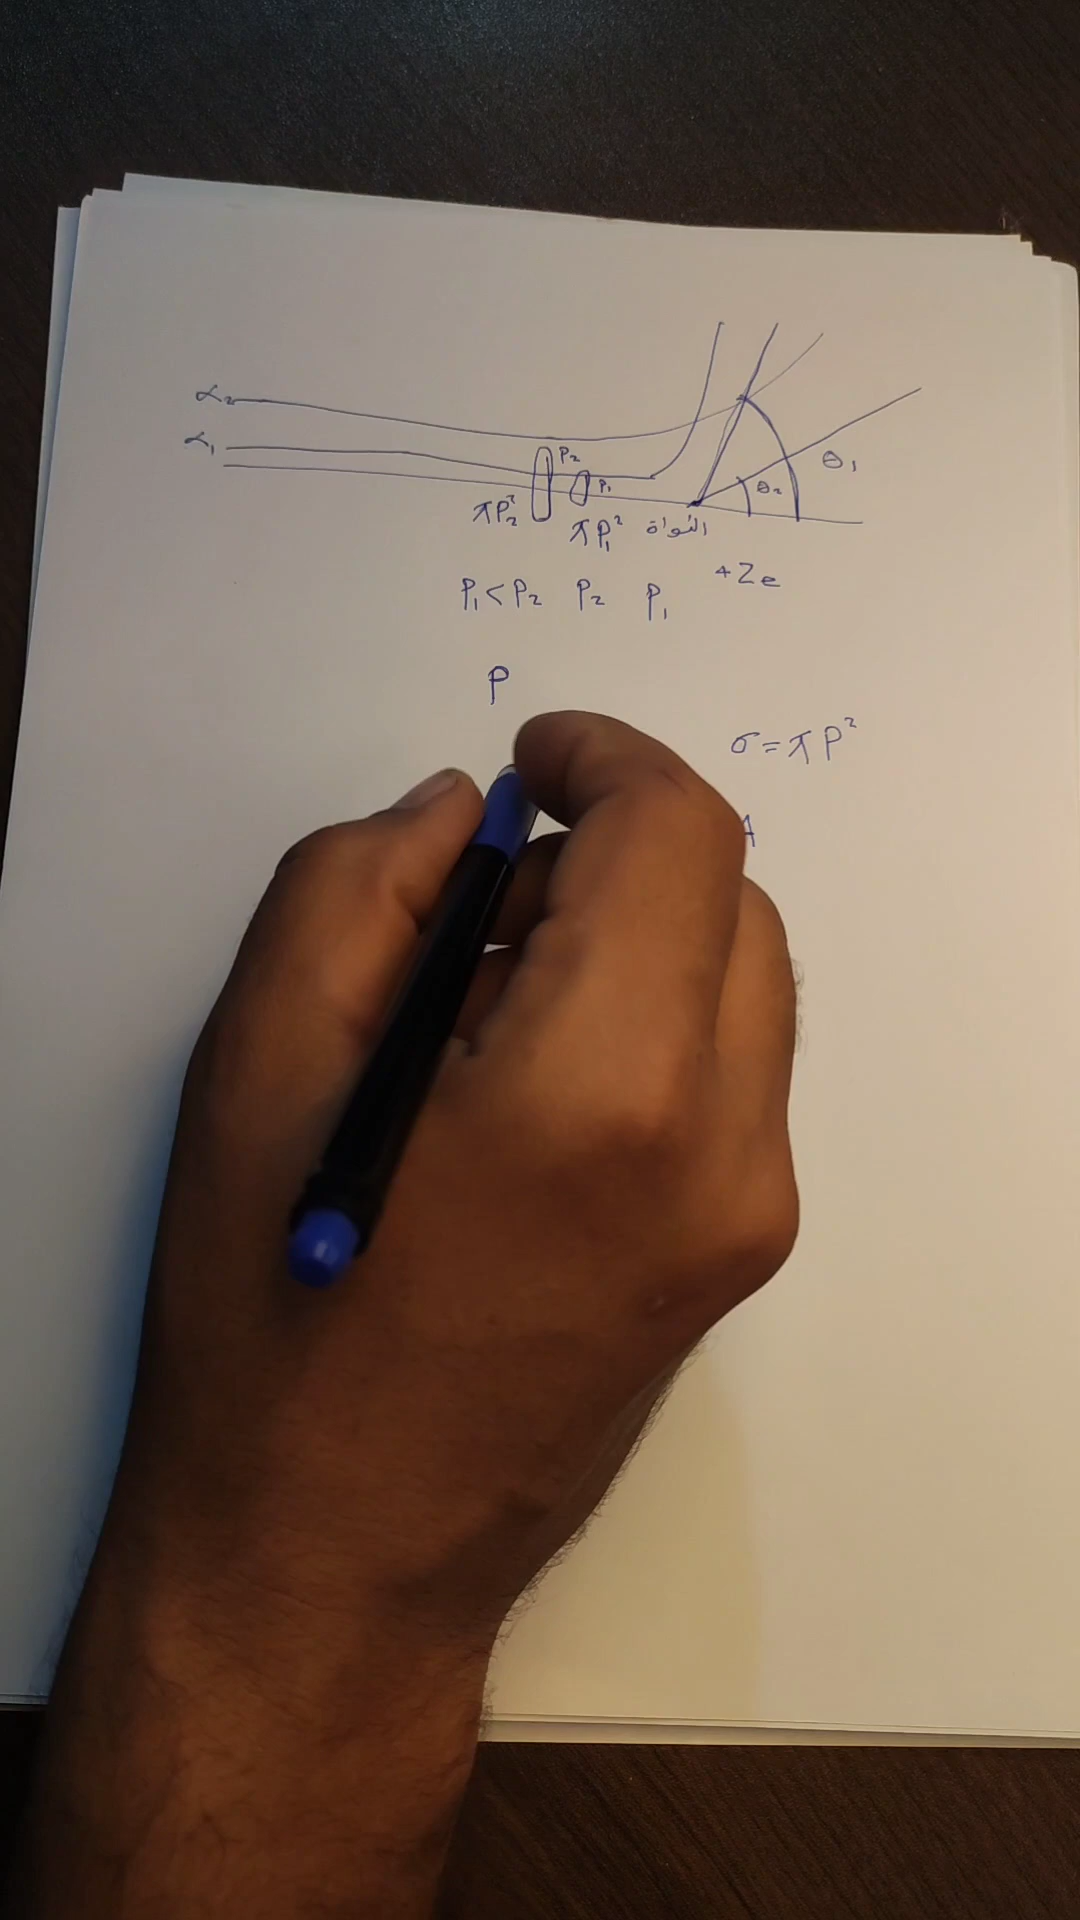 α₂
α₁
P₂
P₁
θ₁
θ₂
πP₂²
πP₁²
النواة
+Ze
P₁<P₂ P₂ P₁
P
σ=πP²
A